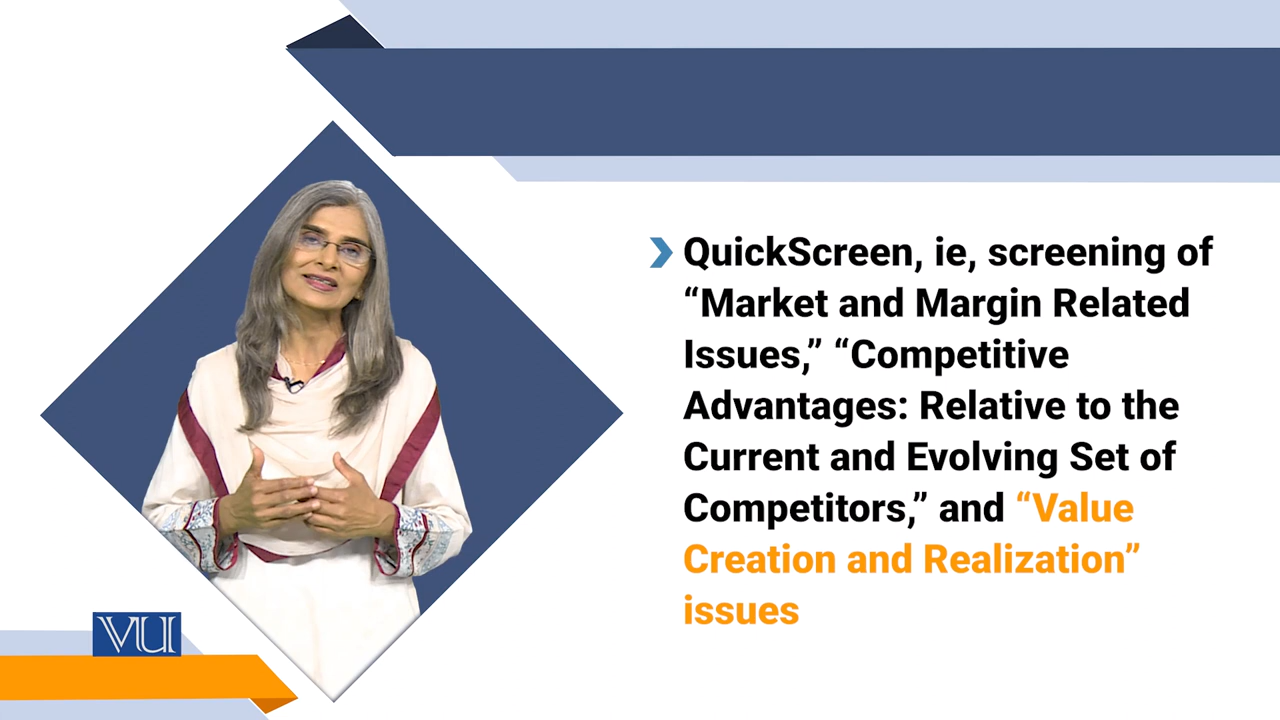 QuickScreen, ie, screening of
“Market and Margin Related
Issues,” “Competitive
Advantages: Relative to the
Current and Evolving Set of
Competitors,” and “Value
Creation and Realization”
issues
VU